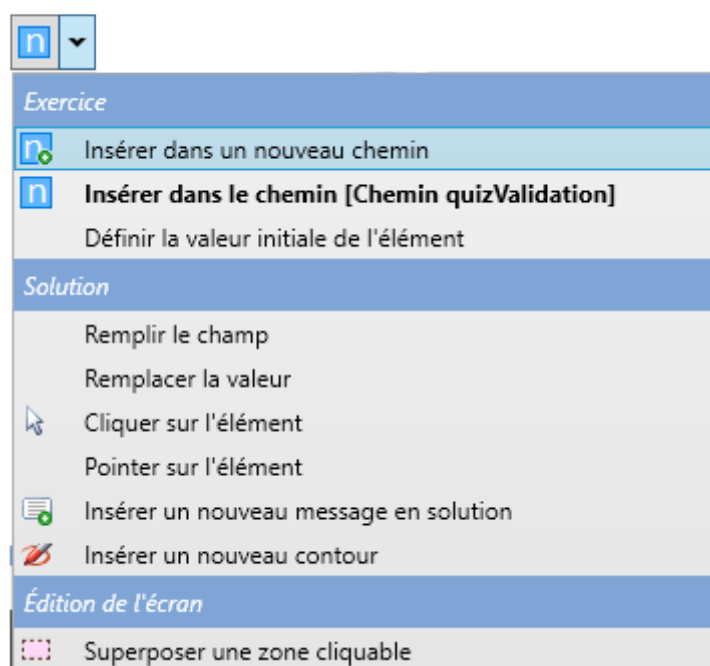 n
Exercice
n Insérer dans un nouveau chemin
n Insérer dans le chemin [Chemin quizValidation]
Définir la valeur initiale de l'élément
Solution
Remplir le champ
Remplacer la valeur
Cliquer sur l'élément
Pointer sur l'élément
Insérer un nouveau message en solution
Insérer un nouveau contour
Édition de l'écran
Superposer une zone cliquable